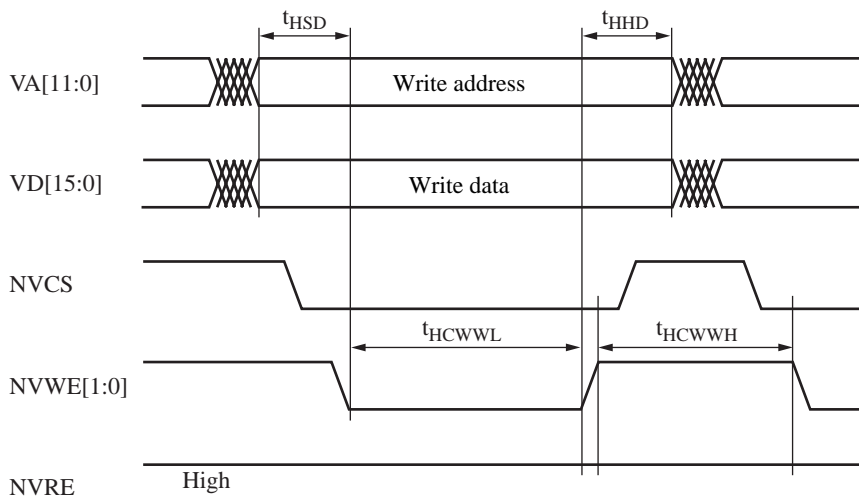 tHSD
tHHD
VA[11:0]
Write address
VD[15:0]
Write data
NVCS
tHCWWL
tHCWWH
NVWE[1:0]
High
NVRE